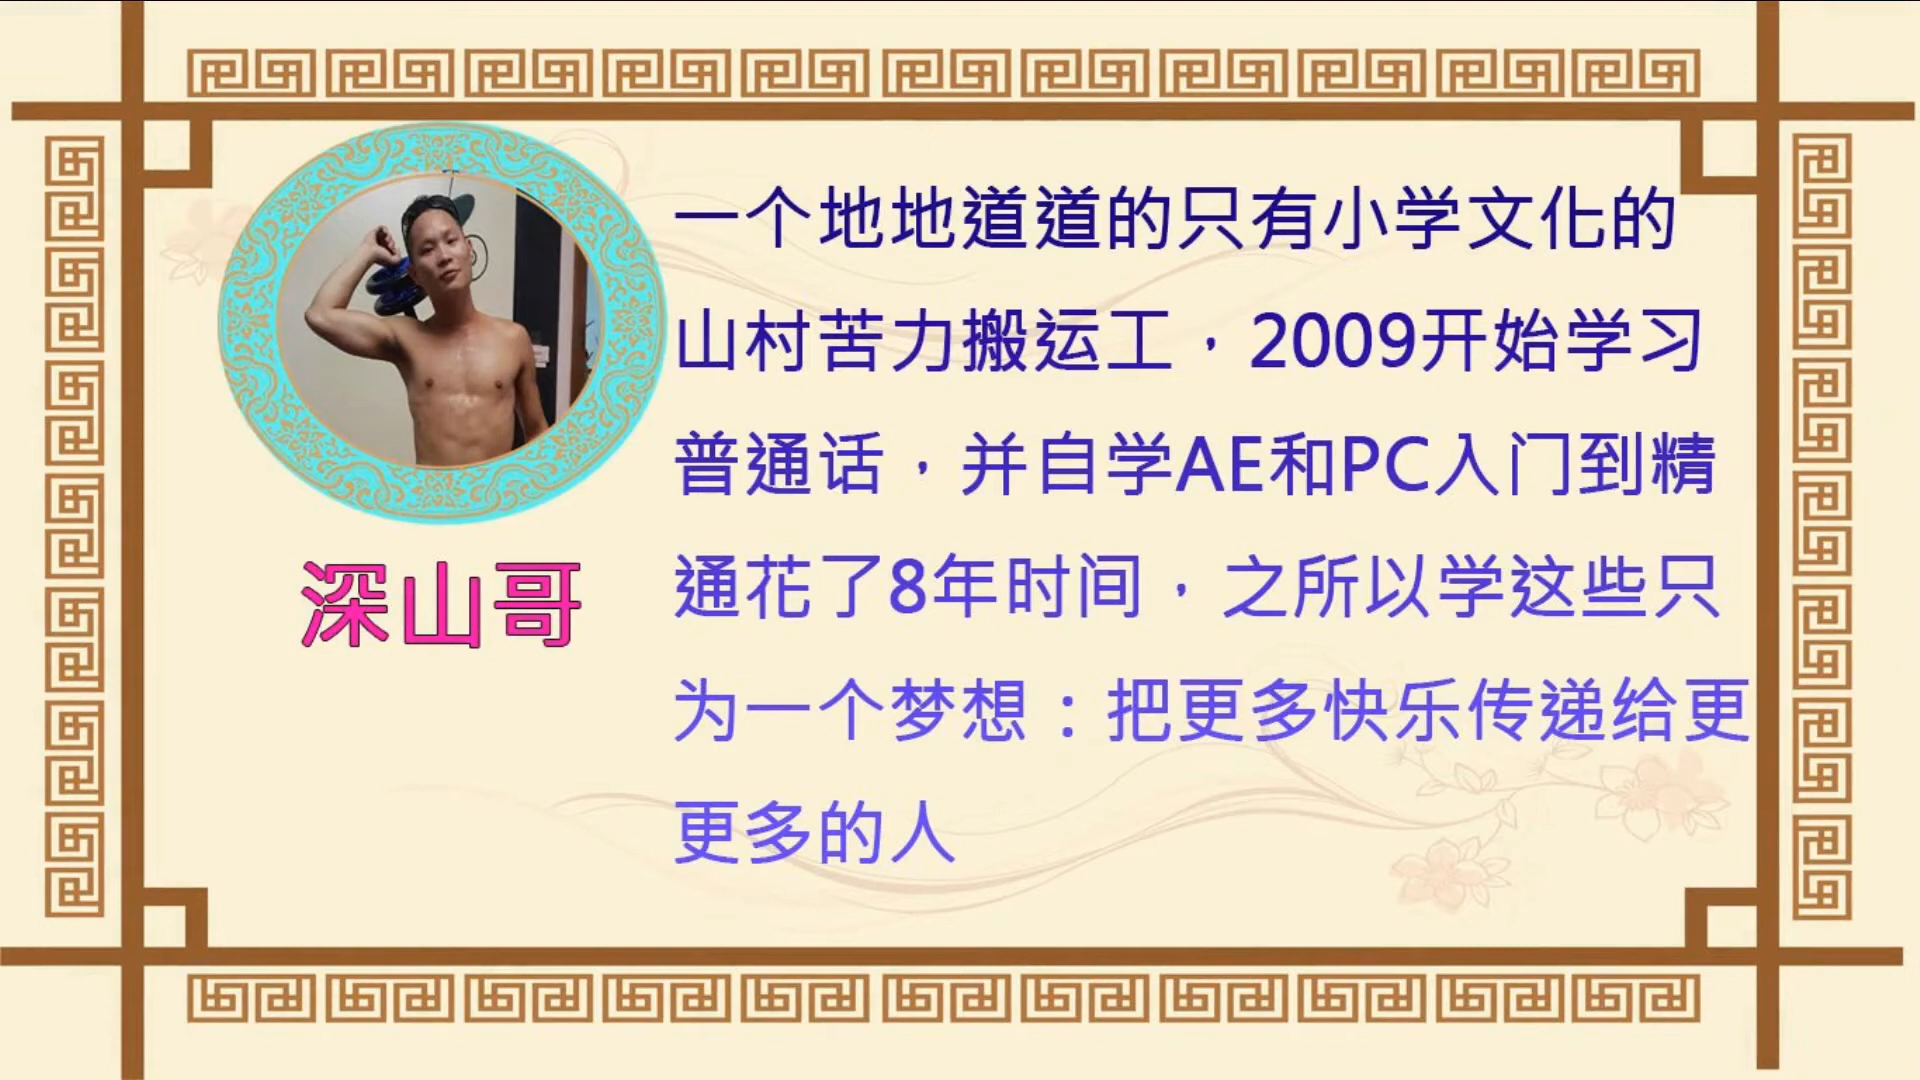 深山哥
一个地地道道的只有小学文化的
山村苦力搬运工，2009开始学习
普通话，并自学AE和PC入门到精
通花了8年时间，之所以学这些只
为一个梦想：把更多快乐传递给更
更多的人